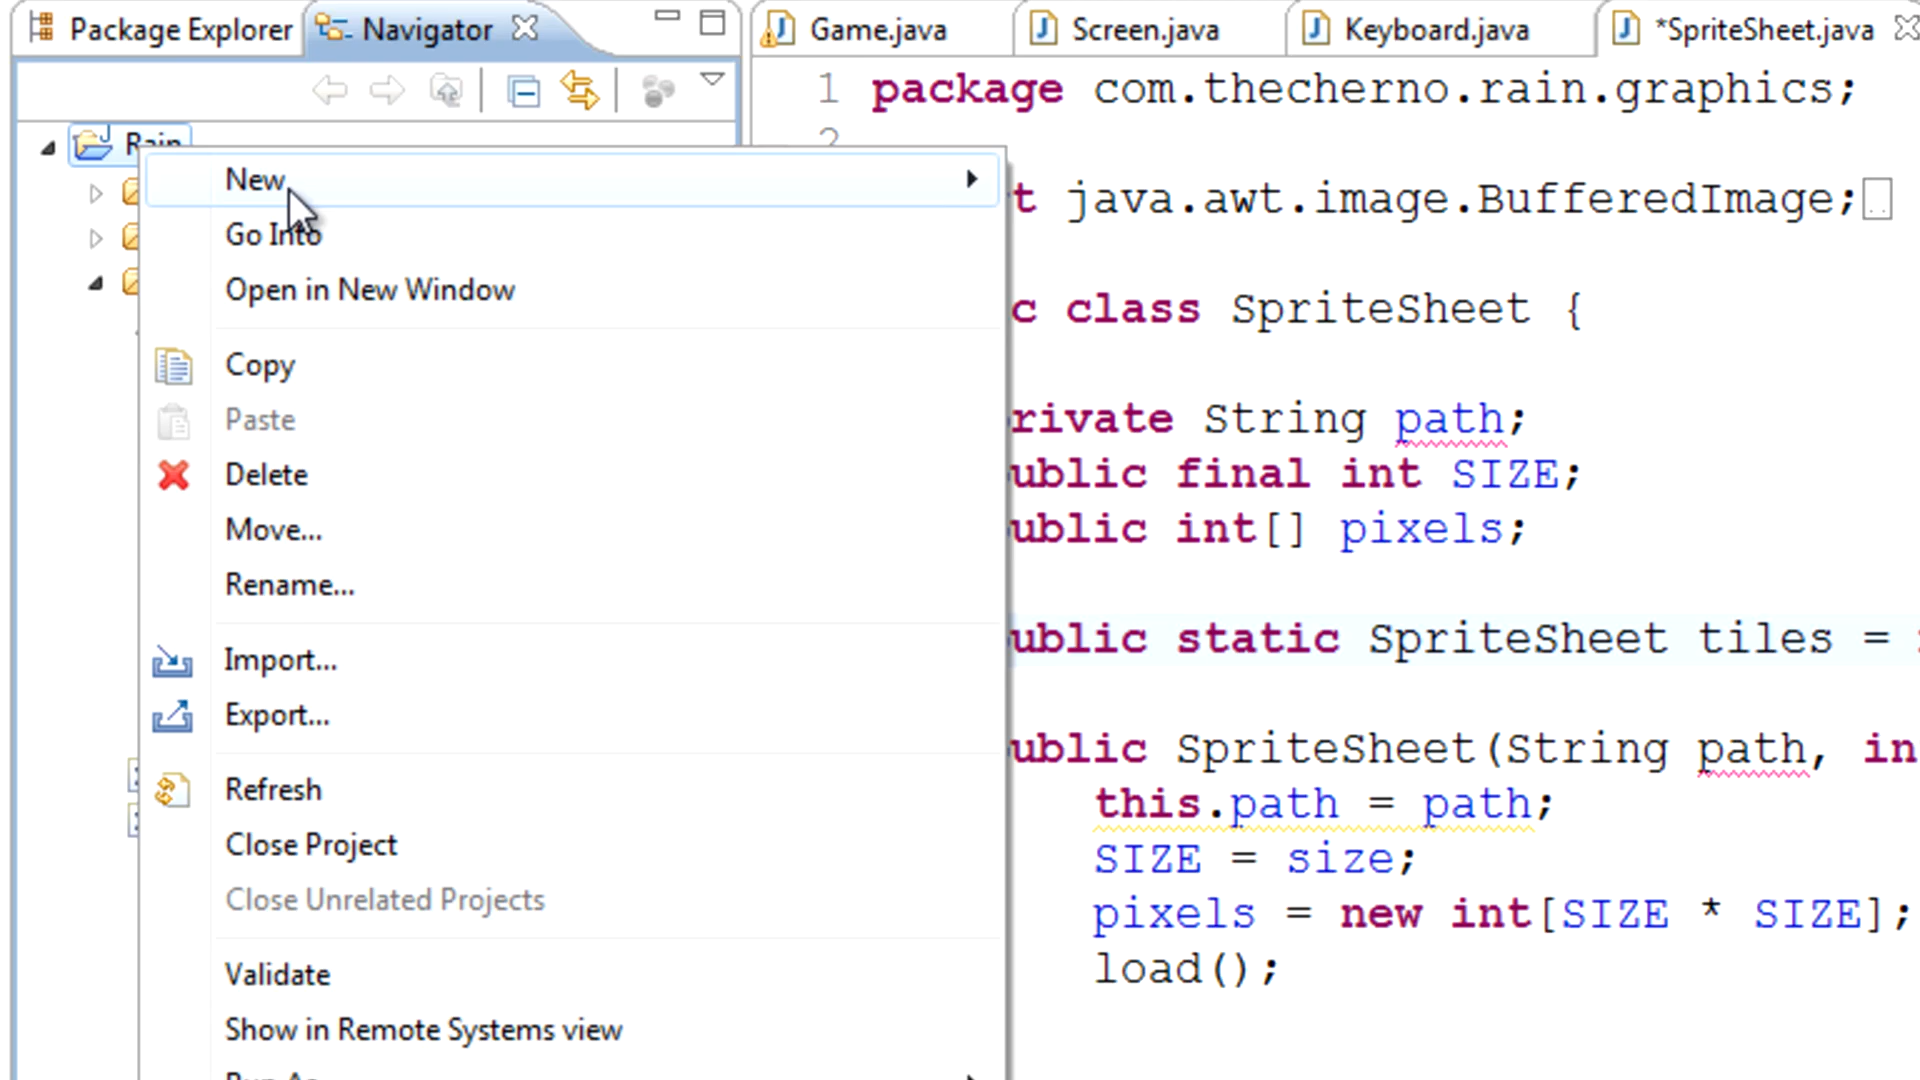 Package Explorer Navigator
Game.java Screen.java Keyboard.java *SpriteSheet.java
1 package com.thecherno.rain.graphics;
2
Rain
New
t java.awt.image.BufferedImage;
Go Into
Open in New Window
c class SpriteSheet {
Copy
Paste
rivate String path;
Delete
ublic final int SIZE;
Move...
ublic int[] pixels;
Rename...
ublic static SpriteSheet tiles =
Import...
Export...
ublic SpriteSheet(String path, in
Refresh
this.path = path;
Close Project
SIZE = size;
Close Unrelated Projects
pixels = new int[SIZE * SIZE];
Validate
load();
Show in Remote Systems view
Run As